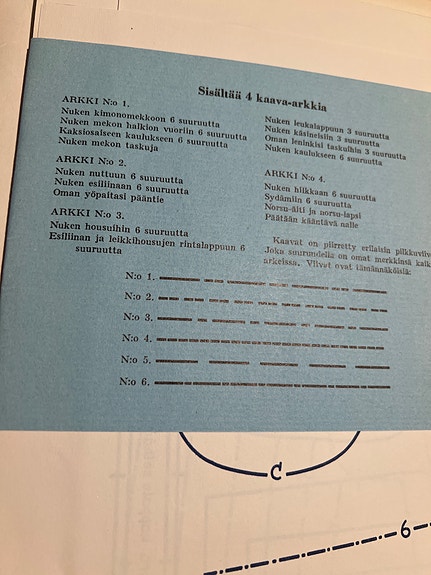 Sisältää 4 kaava-arkkia
ARKKI N:o 1.
Nuken kimonomekkoon 6 suuruutta
Nuken mekon halkion vuoriin 6 suuruutta
Kaksiosaiseen kaulukseen 6 suuruutta
Nuken mekon taskuja
ARKKI N:o 2.
Nuken nuttuun 6 suuruutta
Nuken esiliinaan 6 suuruutta
Oman yöpaitasi pääntie
ARKKI N:o 3.
Nuken housuihin 6 suuruutta
Esiliinan ja leikkihousujen rintalappuun 6
suuruutta
Nuken leukalappuun 3 suuruutta
Nuken käsineisiin 3 suuruutta
Oman leninkisi taskuihin 3 suuruutta
Nuken kaulukseen 6 suuruutta
ARKKI N:o 4.
Nuken hilkkaan 6 suuruutta
Sydämiin 6 suuruutta
Norsu-äiti ja norsu-lapsi
Päätään kääntävä nalle
Kaavat on piirretty erilaisin pilkkuviiv
Joka suuruudella on omat merkkinsä kaik
arkeissa. Viivet ovat tämännäköisiä:
N:o 1.
N:o 2.
N:o 3.
N:o 4.
N:o 5.
N:o 6.
C
6